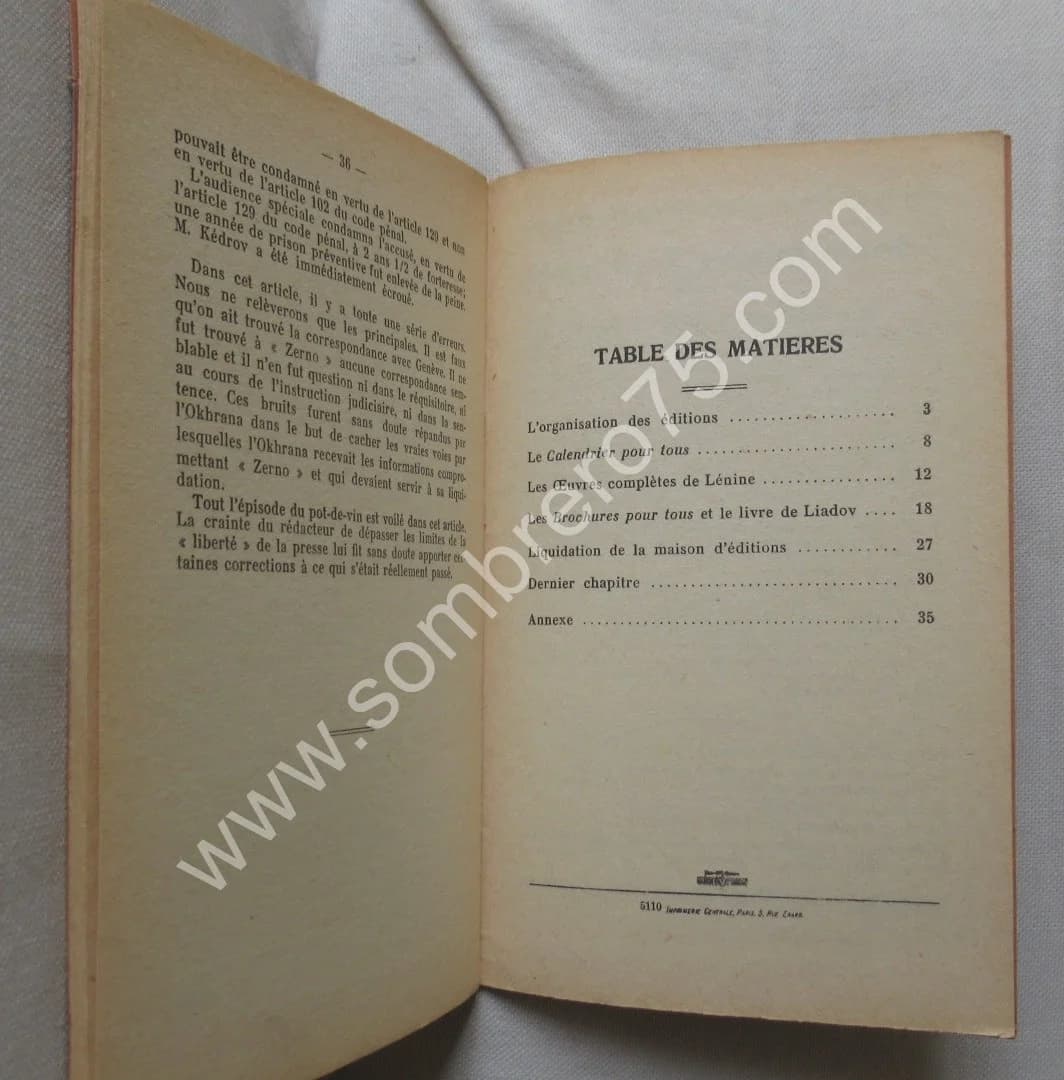 — 36 —
pouvait être condamné en vertu de l'article 129 et non
en vertu de l'article 102 du code pénal.
L'audience spéciale condamna l'accusé, en vertu de
l'article 129 du code pénal, à 2 ans 1/2 de forteresse;
une année de prison préventive fut enlevée de la peine.
M. Kédrov a été immédiatement écroué.
Dans cet article, il y a toute une série d'erreurs.
Nous ne relèverons que les principales. Il est faux
qu'on ait trouvé la correspondance avec Genève. Il ne
fut trouvé à « Zerno » aucune correspondance sem-
blable et il n'en fut question ni dans le réquisitoire, ni
au cours de l'instruction judiciaire, ni dans la sen-
tence. Ces bruits furent sans doute répandus par
l'Okhrana dans le but de cacher les vraies voies par
lesquelles l'Okhrana recevait les informations compro-
mettant « Zerno » et qui devaient servir à sa liqui-
dation.
Tout l'épisode du pot-de-vin est voilé dans cet article.
La crainte du rédacteur de dépasser les limites de la
« liberté » de la presse lui fit sans doute apporter cer-
taines corrections à ce qui s'était réellement passé.
TABLE DES MATIERES
L'organisation des éditions .................... 3
Le Calendrier pour tous .................... 8
Les Œuvres complètes de Lénine .................... 12
Les Brochures pour tous et le livre de Liadov .... 18
Liquidation de la maison d'éditions ............ 27
Dernier chapitre .................... 30
Annexe .................... 35
5110 IMPRIMERIE GENERALE, PARIS, 3, RUE
www.sombrero75.com